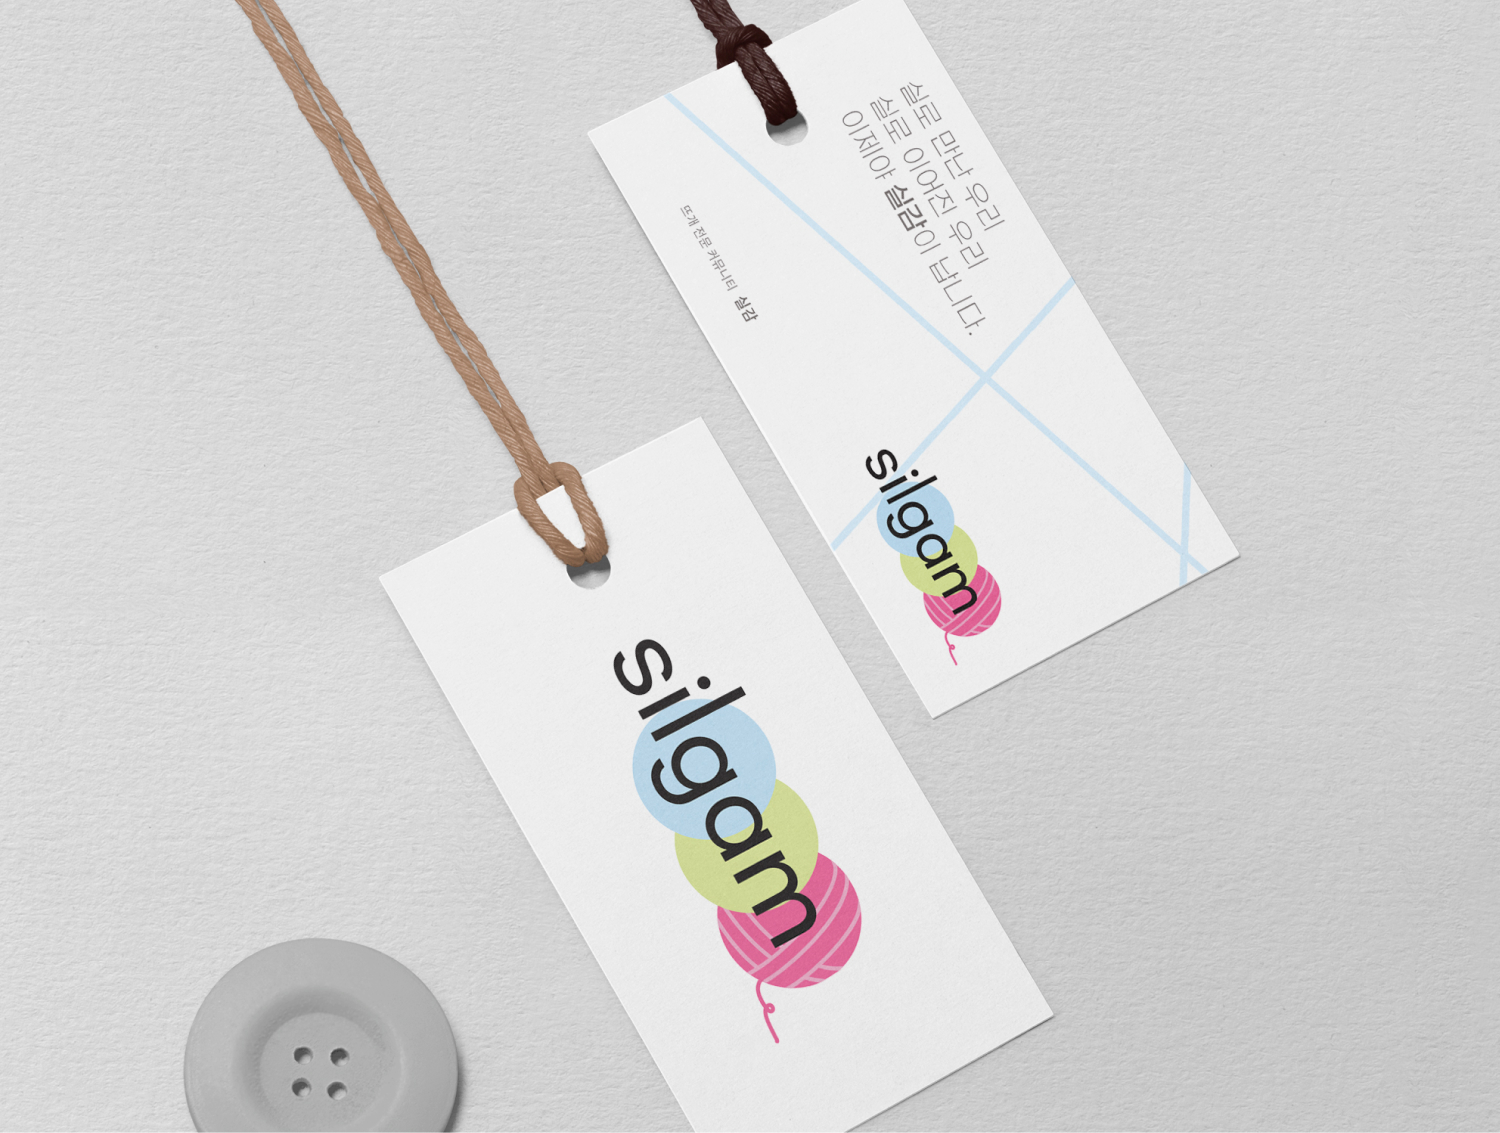 실로 만난 우리
실로 이어진 우리
이제야 실감이 납니다.
뜨개 전문 커뮤니티 실감
silgam
silgam